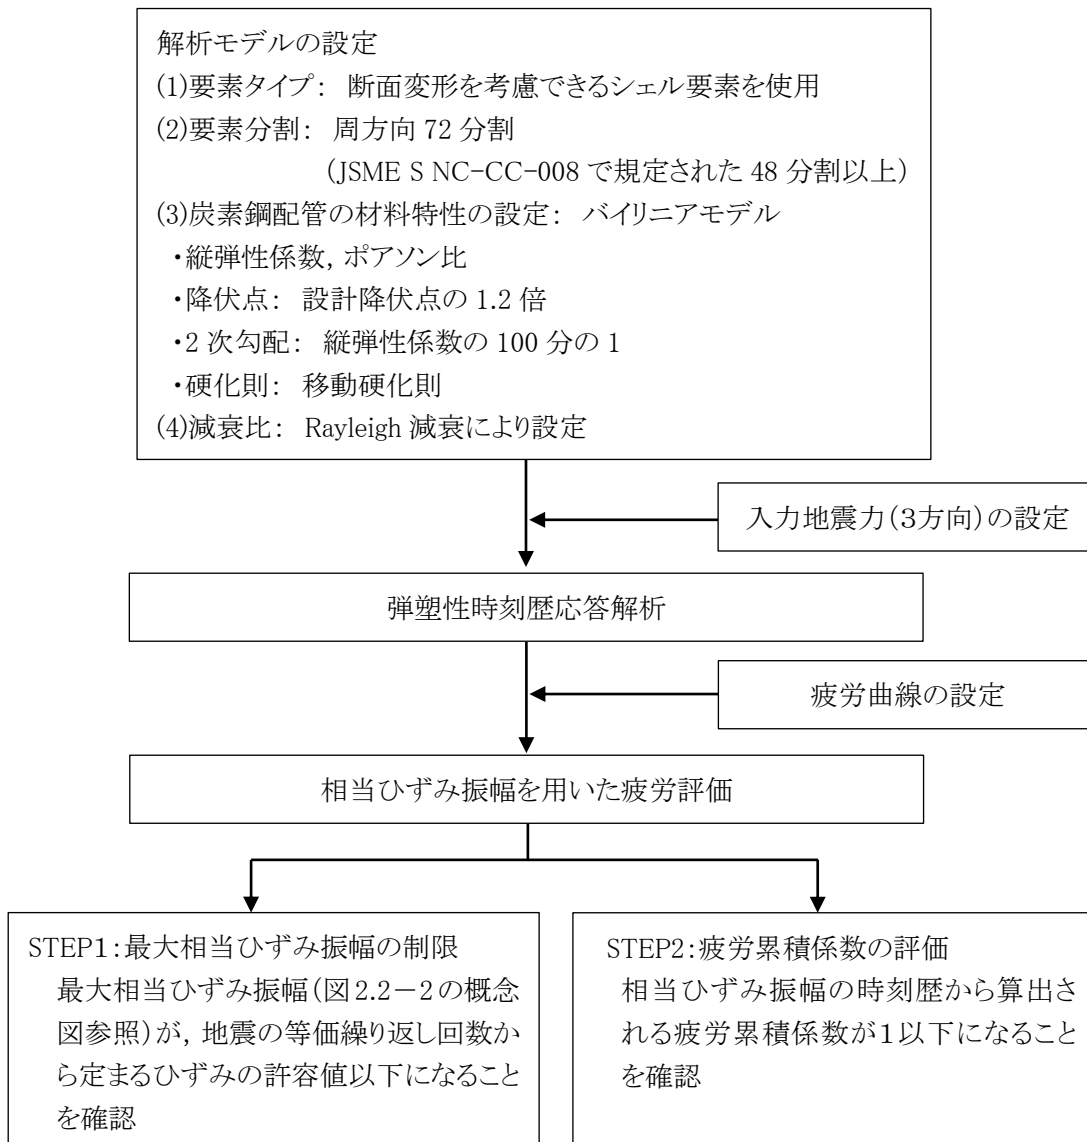 解析モデルの設定
(1)要素タイプ： 断面変形を考慮できるシェル要素を使用
(2)要素分割： 周方向 72 分割
（JSME S NC-CC-008 で規定された 48 分割以上）
(3)炭素鋼配管の材料特性の設定： バイリニアモデル
・縦弾性係数，ポアソン比
・降伏点： 設計降伏点の 1.2 倍
・2 次勾配： 縦弾性係数の 100 分の 1
・硬化則： 移動硬化則
(4)減衰比： Rayleigh 減衰により設定
入力地震力（３方向）の設定
弾塑性時刻歴応答解析
疲労曲線の設定
相当ひずみ振幅を用いた疲労評価
STEP１：最大相当ひずみ振幅の制限
最大相当ひずみ振幅（図 2.2－2 の概念
図参照）が，地震の等価繰り返し回数か
ら定まるひずみの許容値以下になること
を確認
STEP2：疲労累積係数の評価
相当ひずみ振幅の時刻歴から算出さ
れる疲労累積係数が１以下になること
を確認